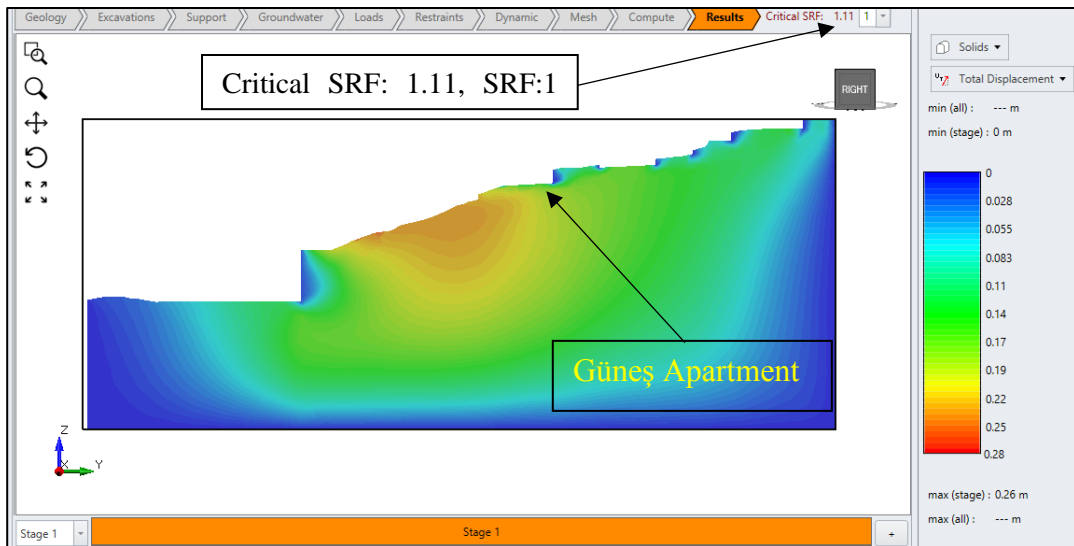 Geology Excavations Support Groundwater Loads Restraints Dynamic Mesh Compute Results Critical SRF: 1.11 1
Critical SRF: 1.11, SRF:1
RIGHT
Güneş Apartment
Z
X
Y
Solids
Total Displacement
min (all) : --- m
min (stage) : 0 m
0
0.028
0.055
0.083
0.11
0.14
0.17
0.19
0.22
0.25
0.28
max (stage) : 0.26 m
max (all) : --- m
Stage 1
Stage 1
+